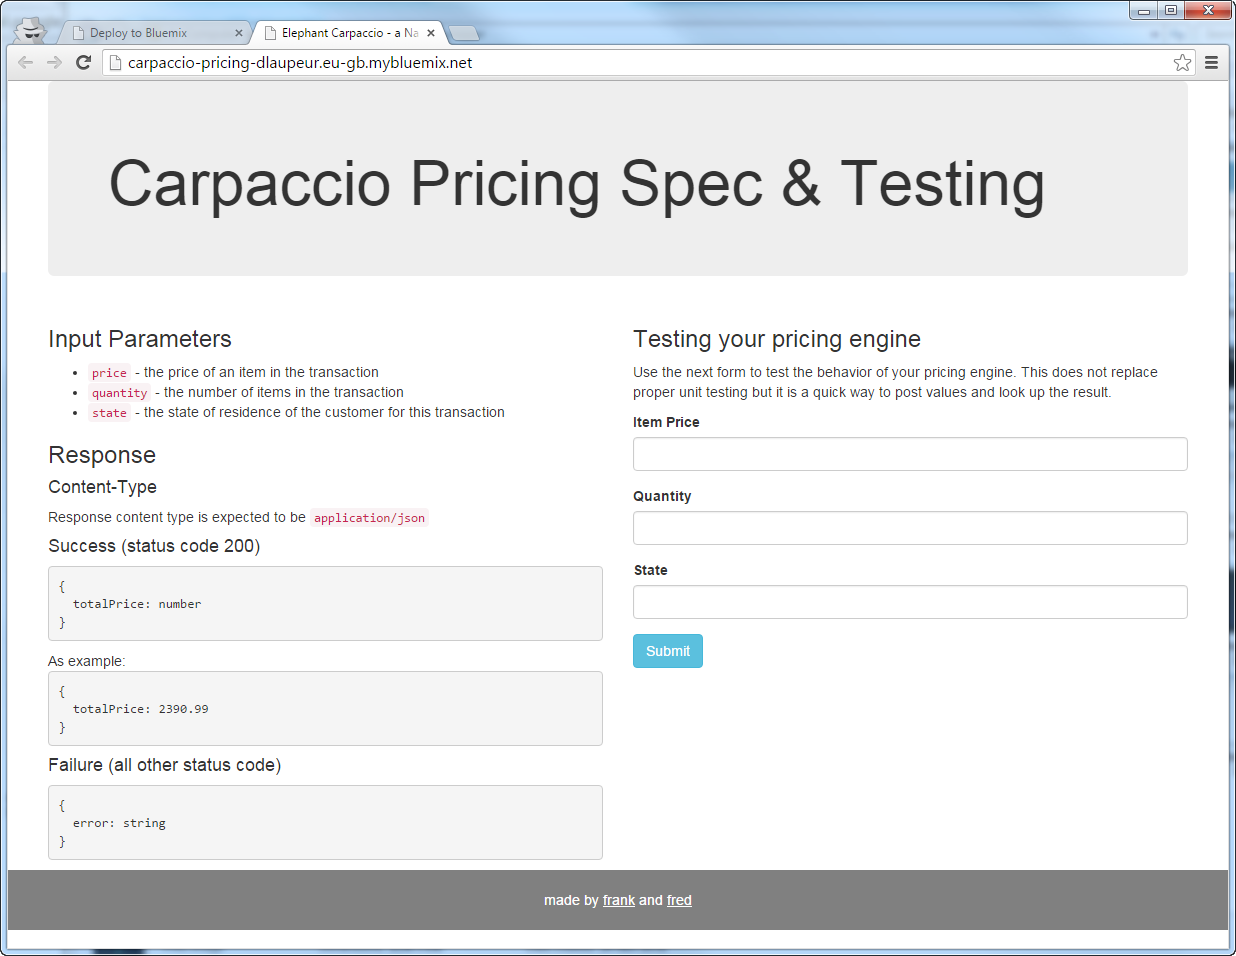 Deploy to Bluemix
Elephant Carpaccio - a Na
carpaccio-pricing-dlaupeur.eu-gb.mybluemix.net
Carpaccio Pricing Spec & Testing
Input Parameters
price - the price of an item in the transaction
quantity - the number of items in the transaction
state - the state of residence of the customer for this transaction
Response
Content-Type
Response content type is expected to be application/json
Success (status code 200)
{
totalPrice: number
}
As example:
{
totalPrice: 2390.99
}
Failure (all other status code)
{
error: string
}
Testing your pricing engine
Use the next form to test the behavior of your pricing engine. This does not replace
proper unit testing but it is a quick way to post values and look up the result.
Item Price
Quantity
State
Submit
made by frank and fred